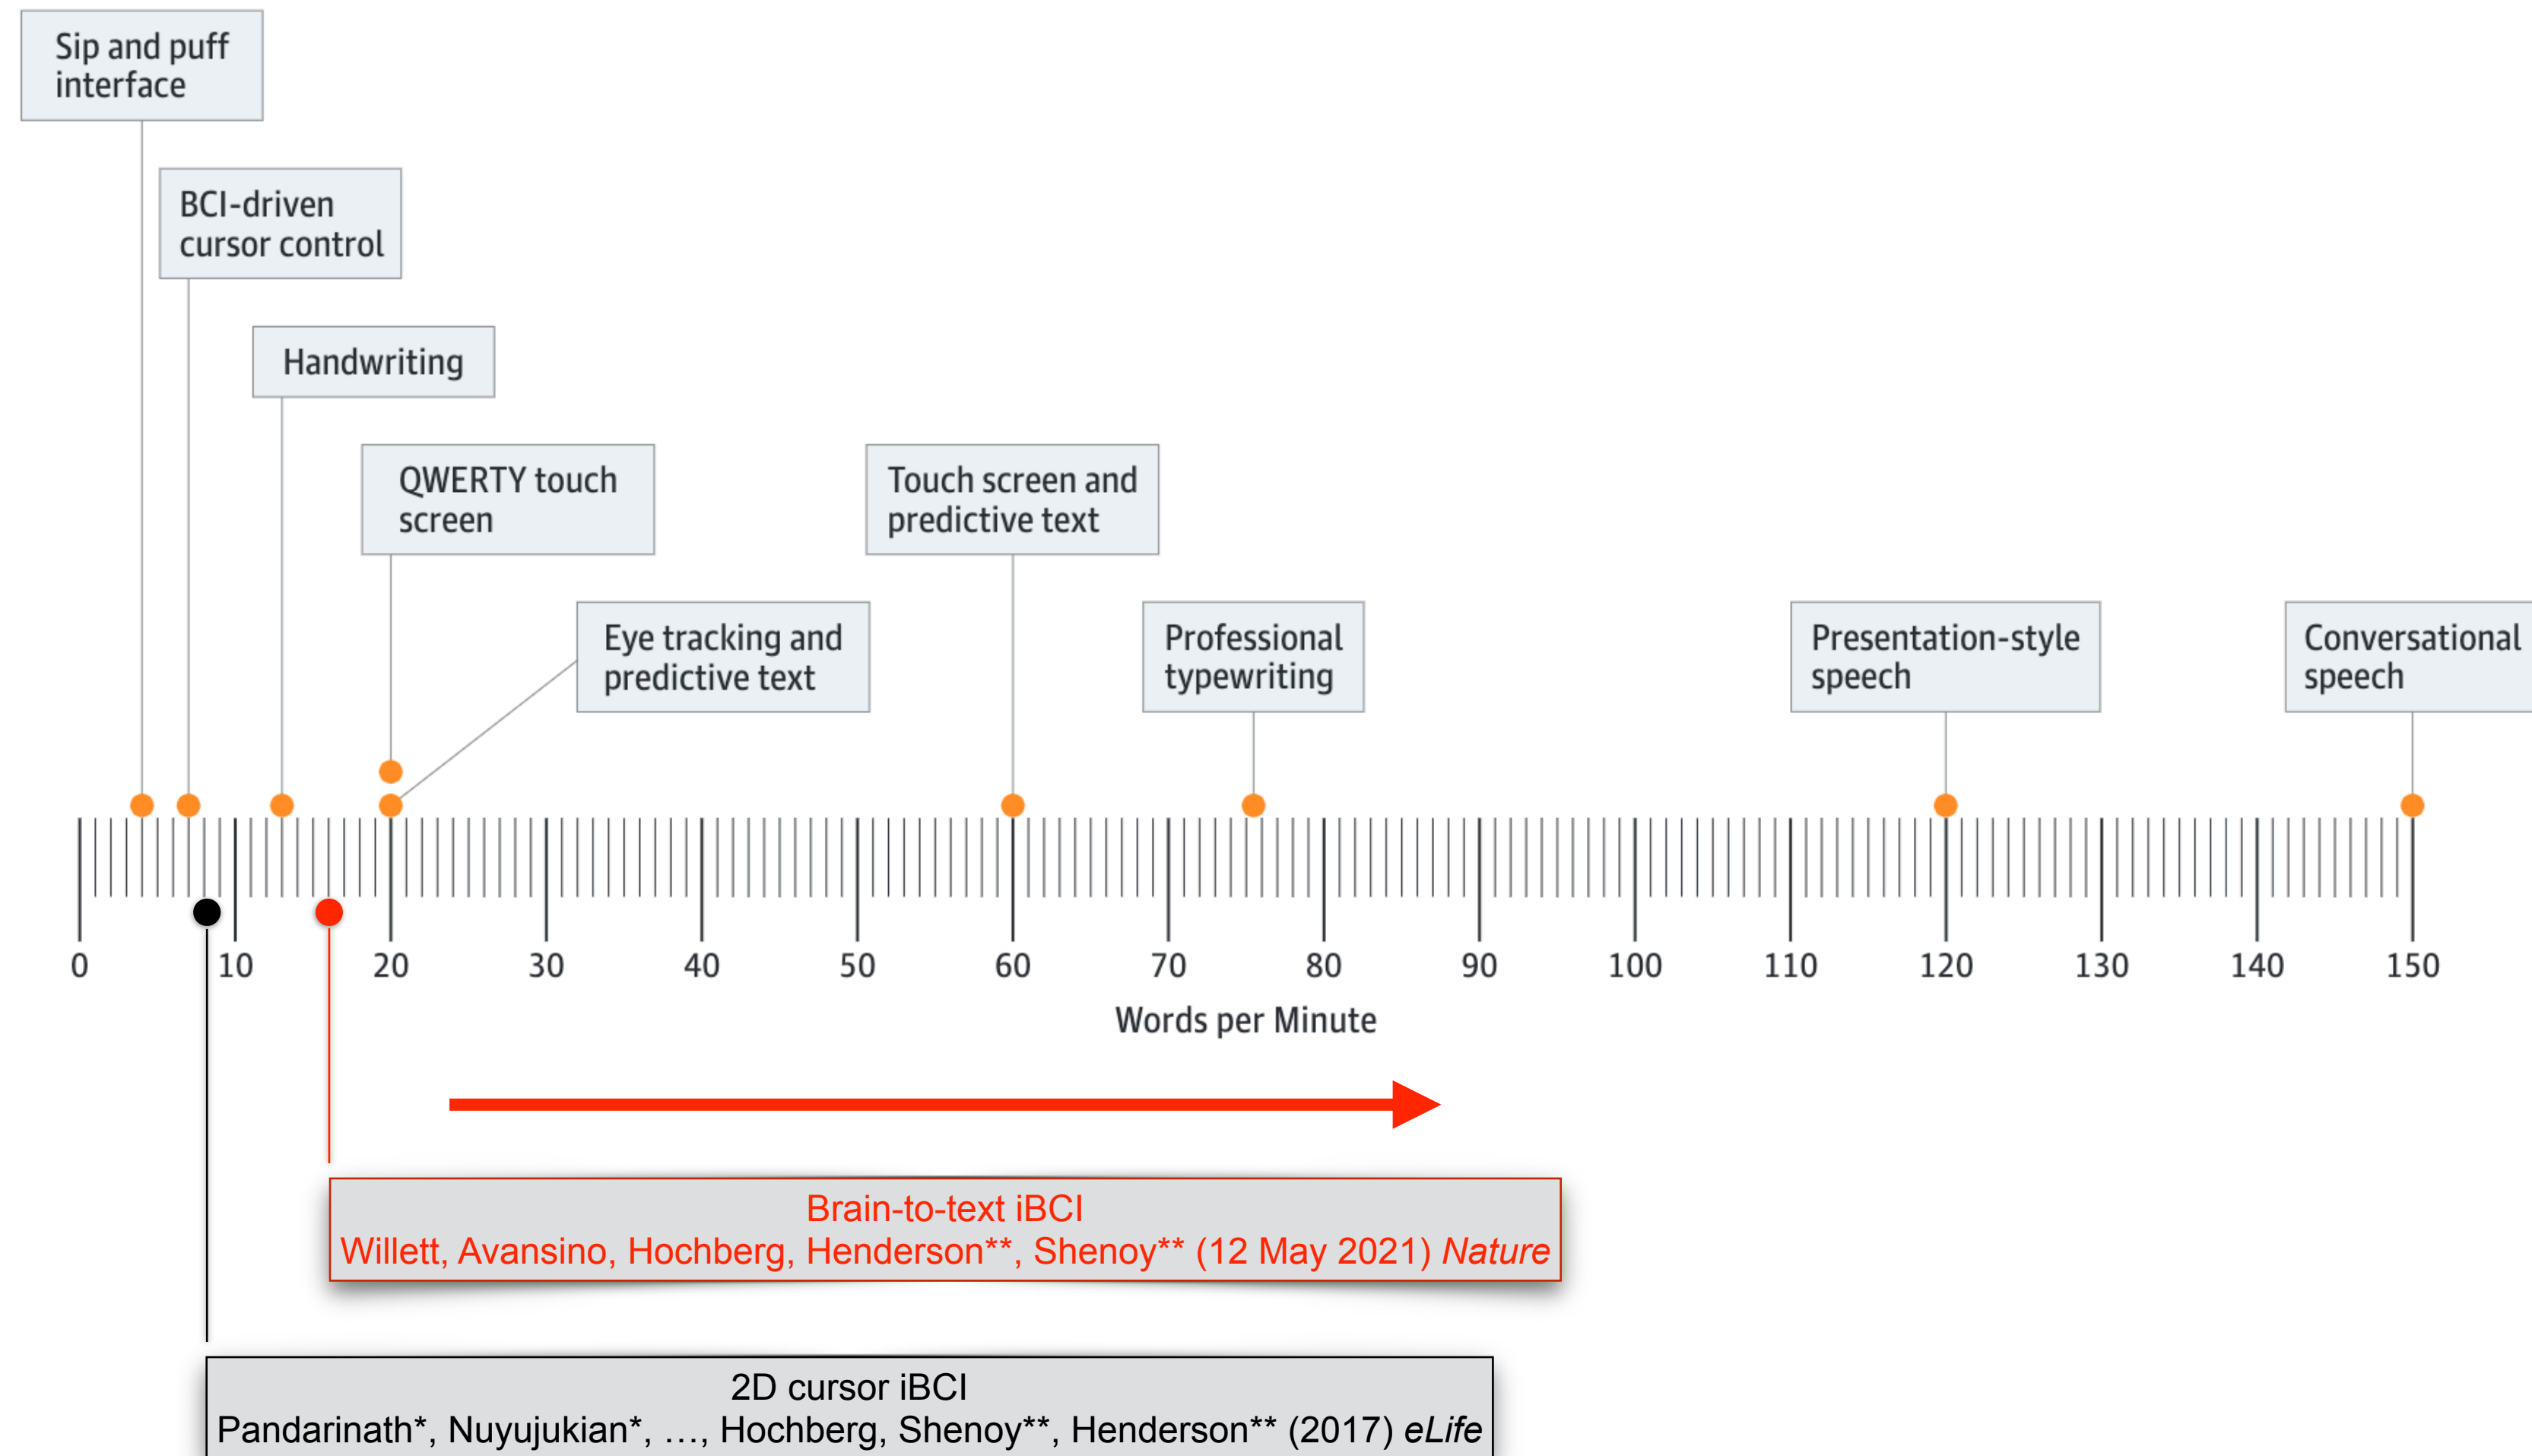 Sip and puff
interface
BCI-driven
cursor control
Handwriting
QWERTY touch
screen
Touch screen and
predictive text
Eye tracking and
predictive text
Professional
typewriting
Presentation-style
speech
Conversational
speech
0 10 20 30 40 50 60 70 80 90 100 110 120 130 140 150
Words per Minute
Brain-to-text iBCI
Willett, Avansino, Hochberg, Henderson**, Shenoy** (12 May 2021) Nature
2D cursor iBCI
Pandarinath*, Nuyujukian*, …, Hochberg, Shenoy**, Henderson** (2017) eLife